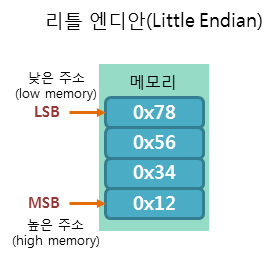 리틀 엔디안(Little Endian)
낮은 주소
(low memory)
메모리
LSB
0x78
0x56
0x34
MSB
0x12
높은 주소
(high memory)